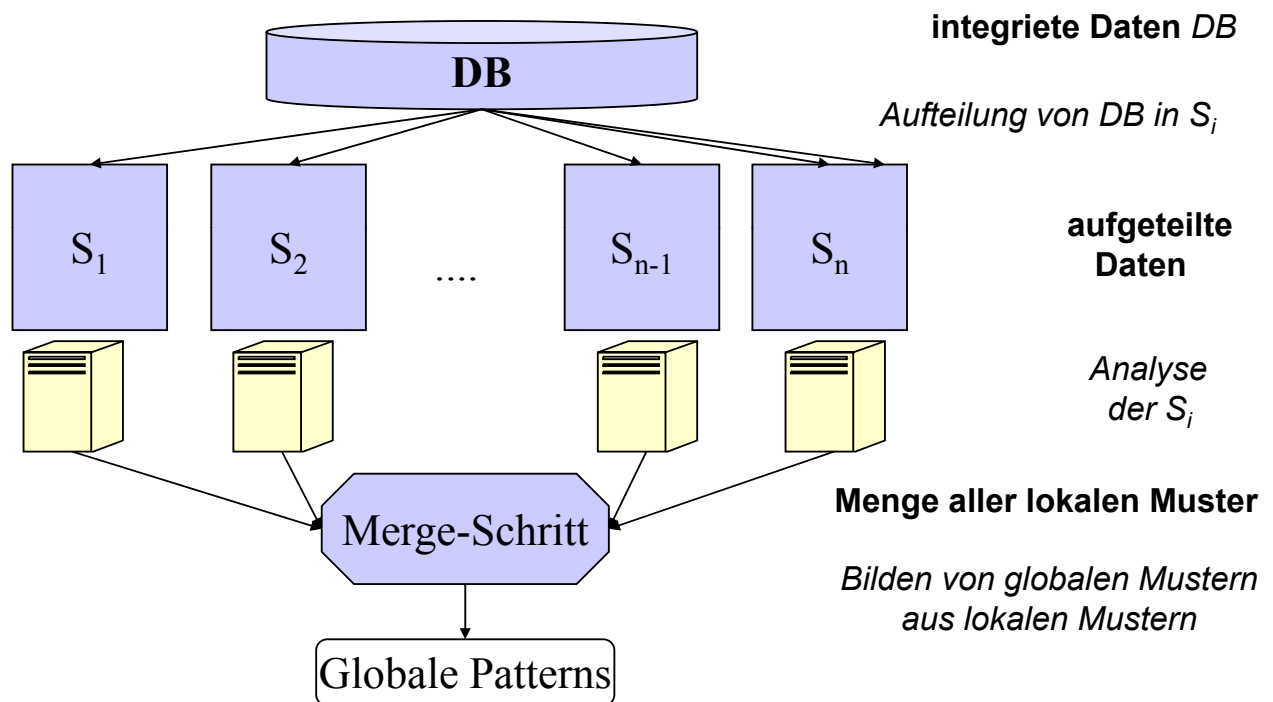 integriete Daten DB
DB
Aufteilung von DB in Si
S1
S2
....
Sn-1
Sn
aufgeteilte
Daten
Analyse
der Si
Menge aller lokalen Muster
Merge-Schritt
Bilden von globalen Mustern
aus lokalen Mustern
Globale Patterns